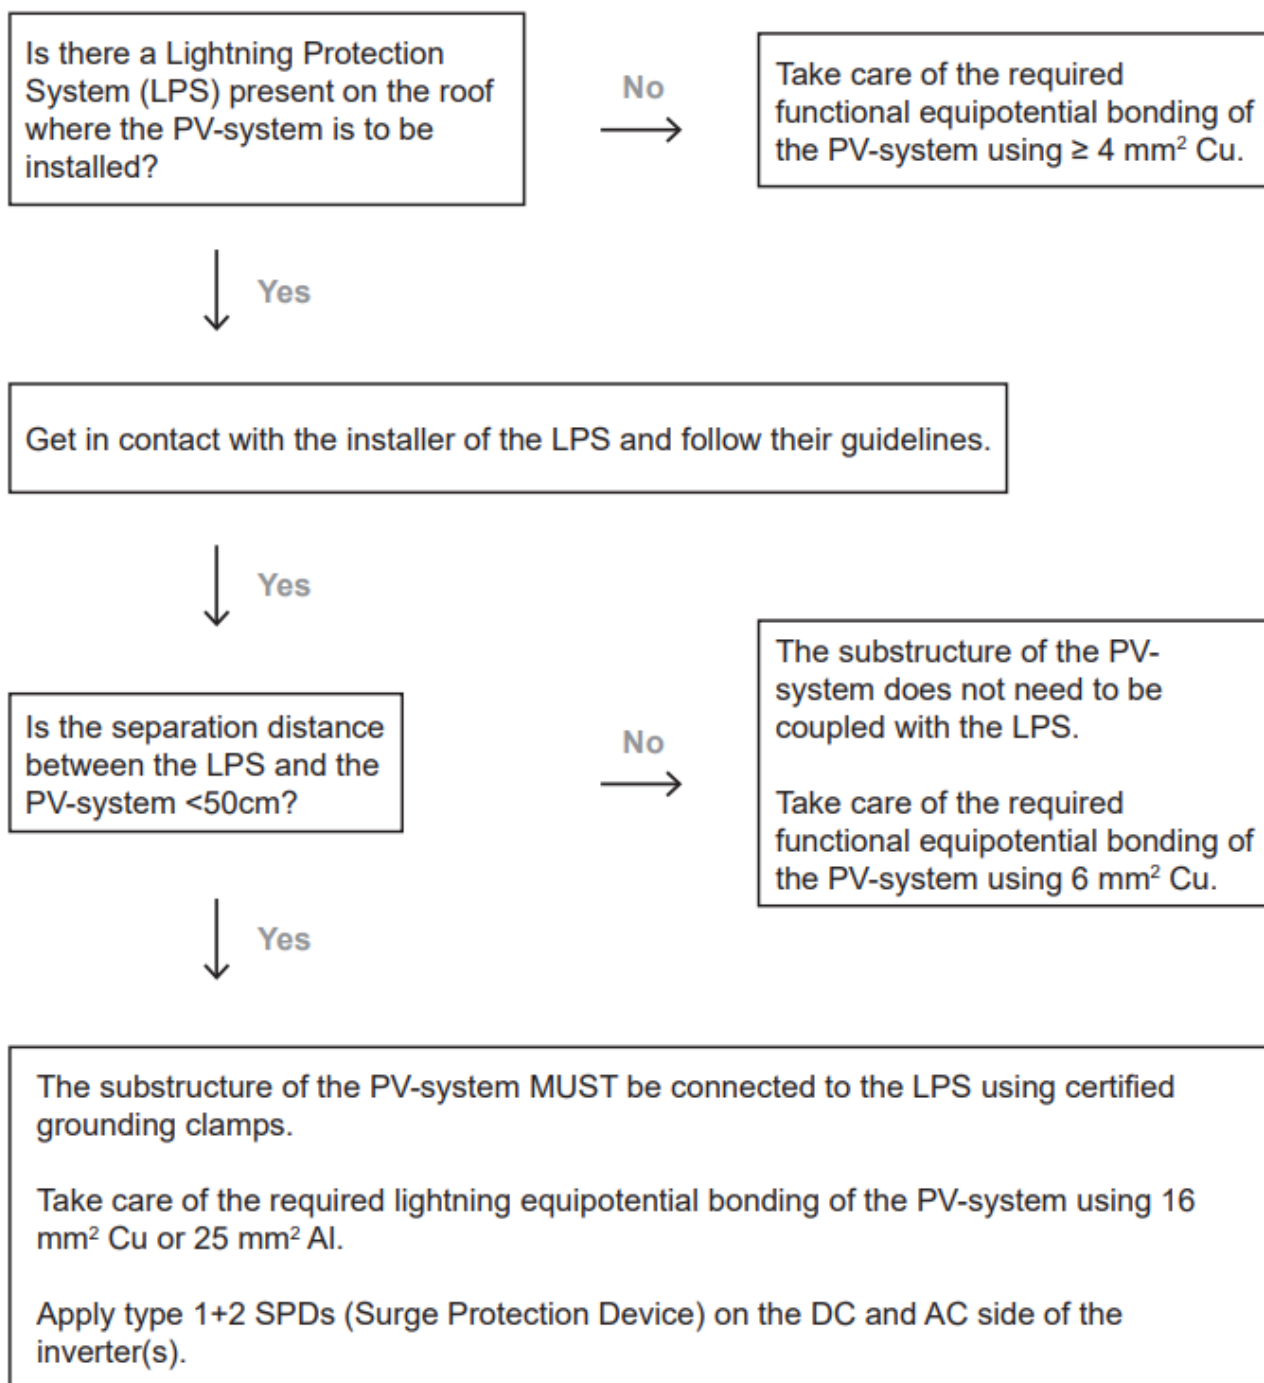 Is there a Lightning Protection
System (LPS) present on the roof
where the PV-system is to be
installed?
No
Take care of the required
functional equipotential bonding of
the PV-system using ≥ 4 mm² Cu.
Yes
Get in contact with the installer of the LPS and follow their guidelines.
Yes
Is the separation distance
between the LPS and the
PV-system <50cm?
No
The substructure of the PV-
system does not need to be
coupled with the LPS.
Take care of the required
functional equipotential bonding of
the PV-system using 6 mm² Cu.
Yes
The substructure of the PV-system MUST be connected to the LPS using certified
grounding clamps.
Take care of the required lightning equipotential bonding of the PV-system using 16
mm² Cu or 25 mm² Al.
Apply type 1+2 SPDs (Surge Protection Device) on the DC and AC side of the
inverter(s).